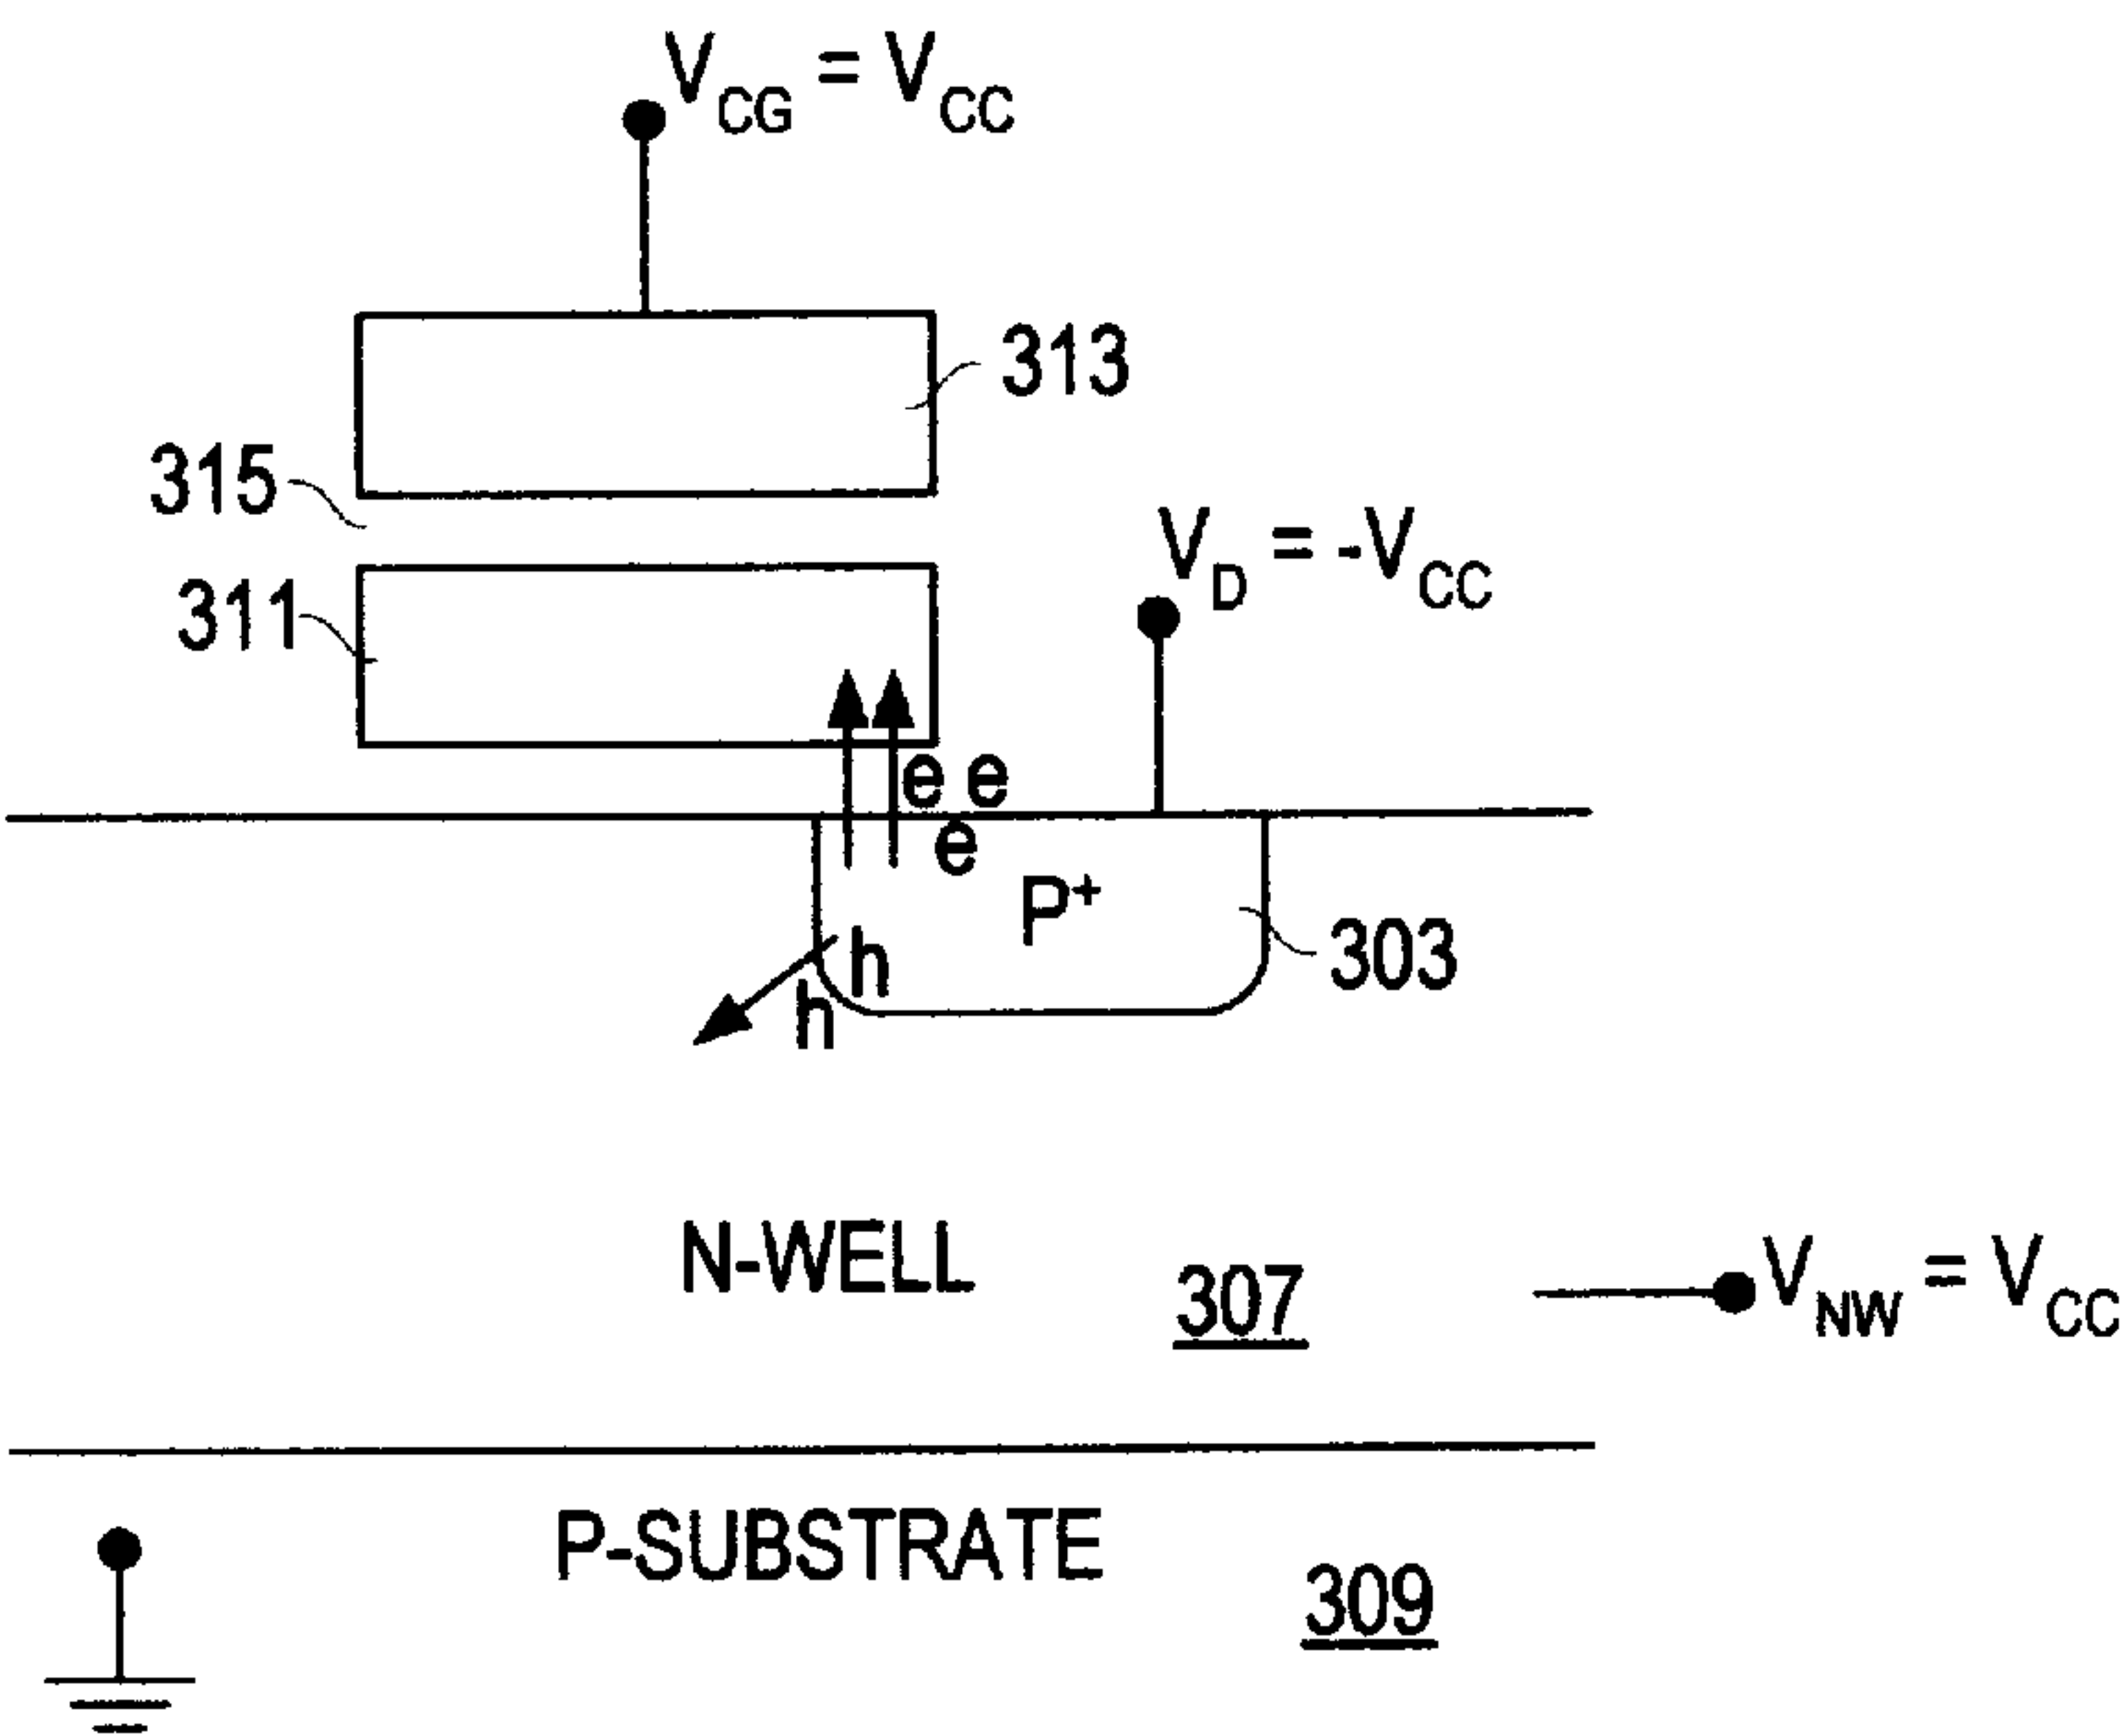 V_CG = V_CC
313
315
V_D = -V_CC
311
e e
e
P+
303
h
h
N-WELL
307
V_NW = V_CC
P-SUBSTRATE
309